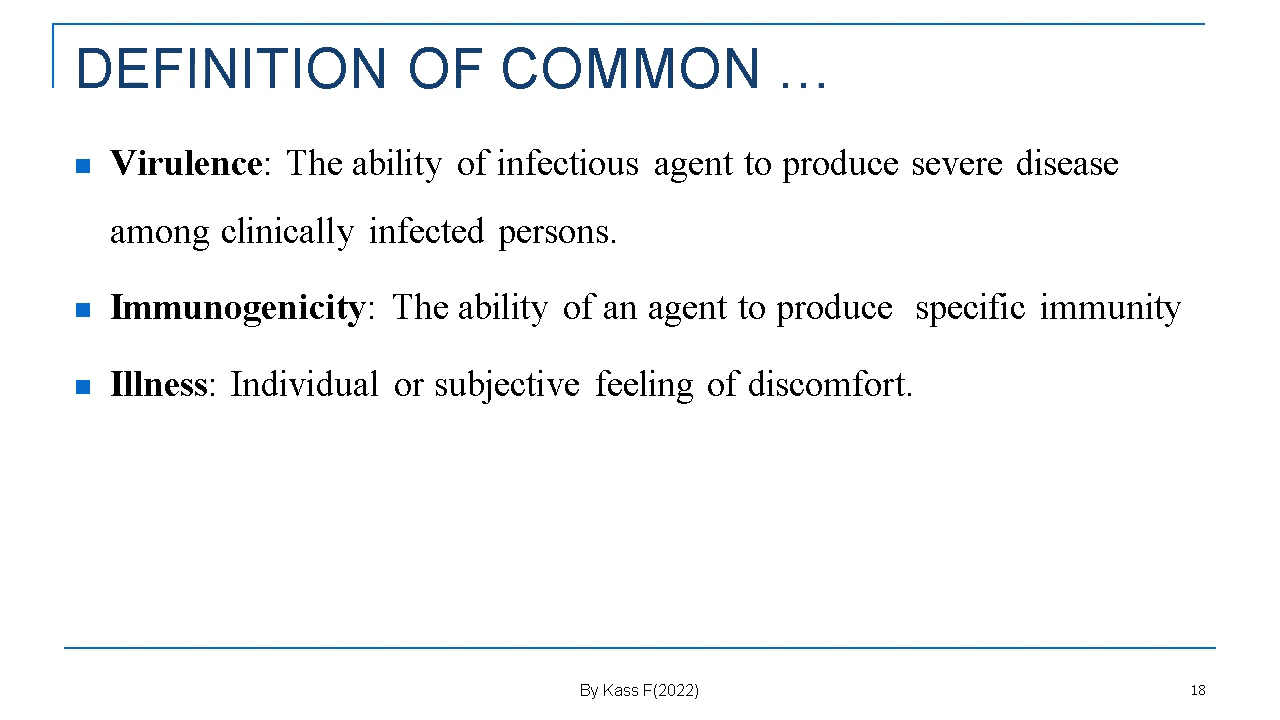 DEFINITION OF COMMON …
Virulence: The ability of infectious agent to produce severe disease
among clinically infected persons.
Immunogenicity: The ability of an agent to produce specific immunity
Illness: Individual or subjective feeling of discomfort.
By Kass F(2022)
18